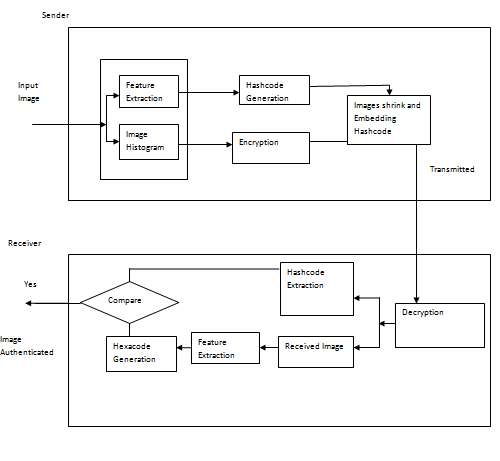 Sender
Input
Image
Feature
Extraction
Hashcode
Generation
Images shrink and
Embedding
Hashcode
Image
Histogram
Encryption
Transmitted
Receiver
Hashcode
Extraction
Yes
Compare
Decryption
Image
Authenticated
Hexacode
Generation
Feature
Extraction
Received Image